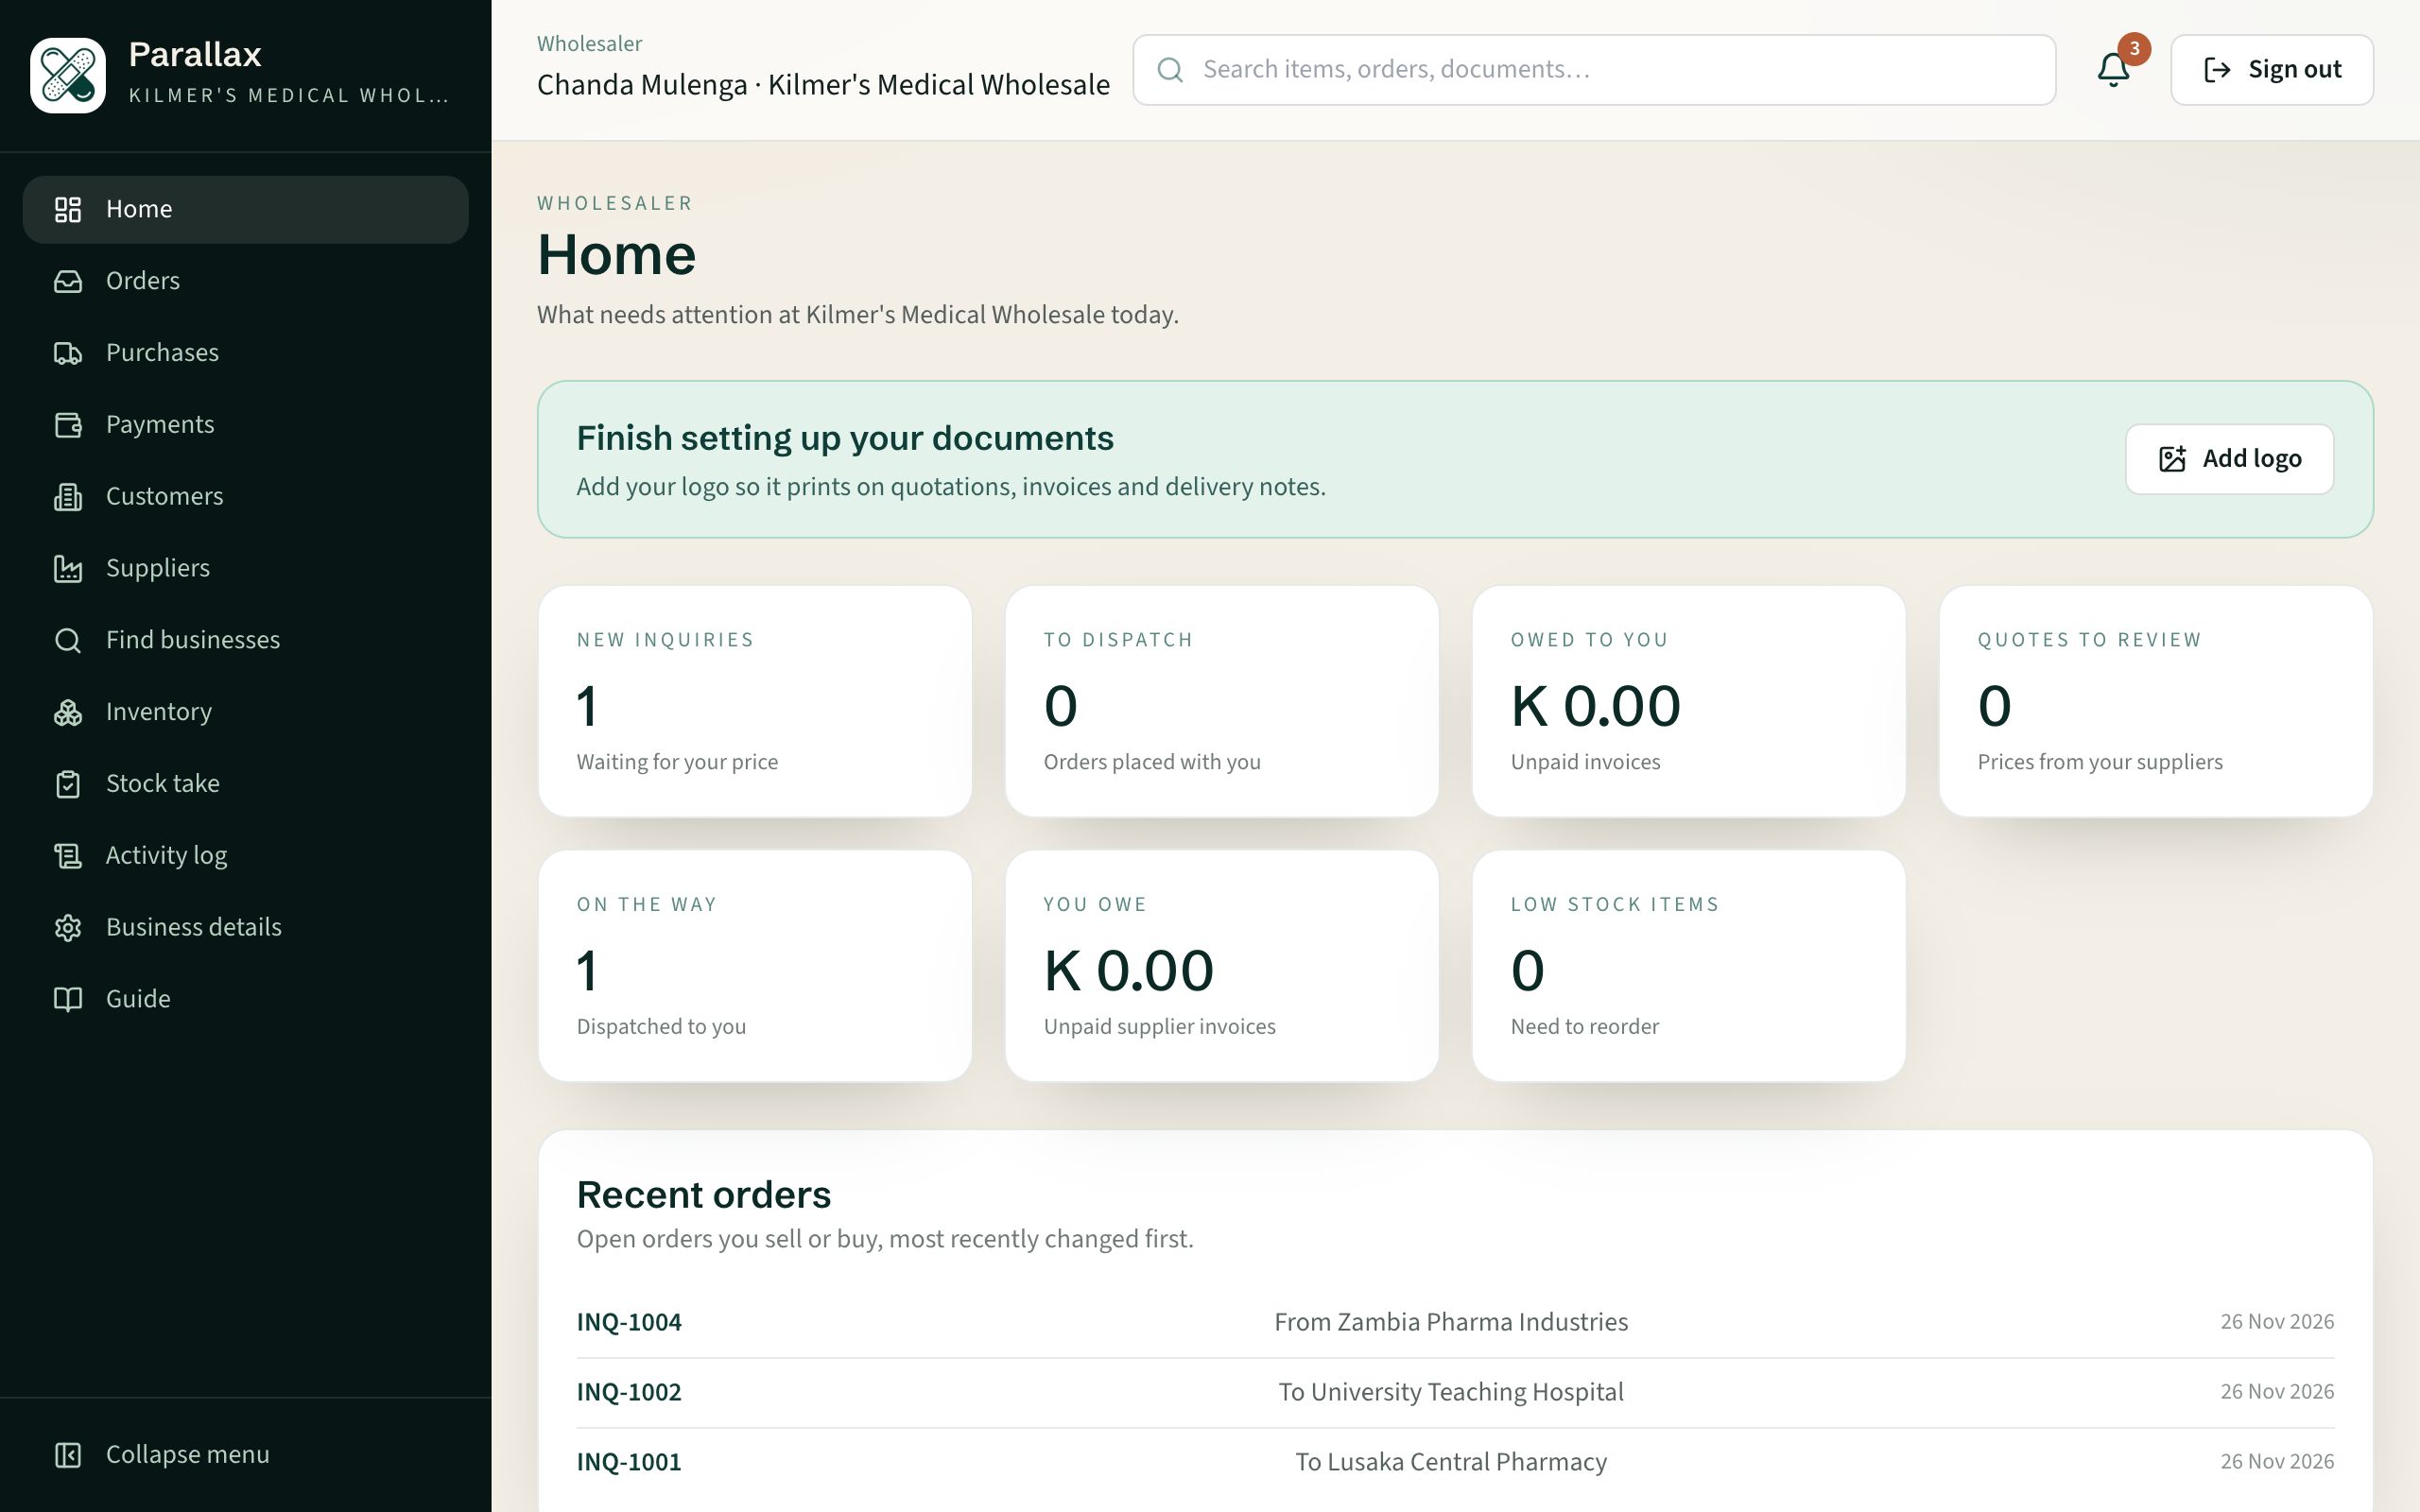 Parallax
KILMER'S MEDICAL WHOL…
Home
Orders
Purchases
Payments
Customers
Suppliers
Find businesses
Inventory
Stock take
Activity log
Business details
Guide
Collapse menu
Wholesaler
Chanda Mulenga · Kilmer's Medical Wholesale
Search items, orders, documents…
3
Sign out
WHOLESALER
Home
What needs attention at Kilmer's Medical Wholesale today.
Finish setting up your documents
Add your logo so it prints on quotations, invoices and delivery notes.
Add logo
NEW INQUIRIES
1
Waiting for your price
TO DISPATCH
0
Orders placed with you
OWED TO YOU
K 0.00
Unpaid invoices
QUOTES TO REVIEW
0
Prices from your suppliers
ON THE WAY
1
Dispatched to you
YOU OWE
K 0.00
Unpaid supplier invoices
LOW STOCK ITEMS
0
Need to reorder
Recent orders
Open orders you sell or buy, most recently changed first.
INQ-1004 From Zambia Pharma Industries 26 Nov 2026
INQ-1002 To University Teaching Hospital 26 Nov 2026
INQ-1001 To Lusaka Central Pharmacy 26 Nov 2026